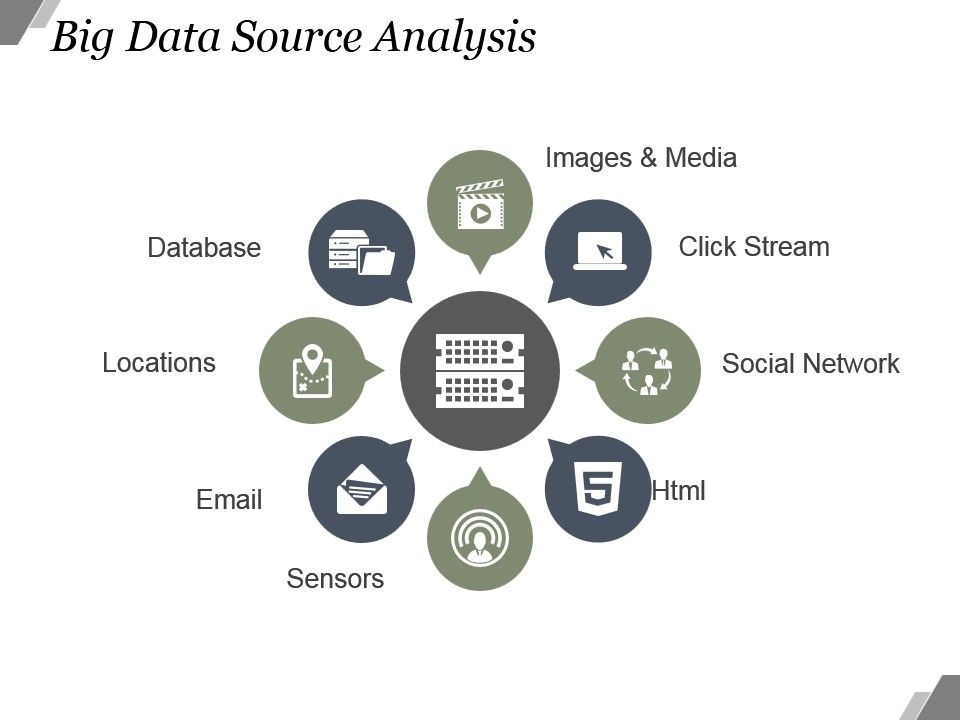 Big Data Source Analysis
Images & Media
Database
Click Stream
Locations
Social Network
Email
Html
Sensors